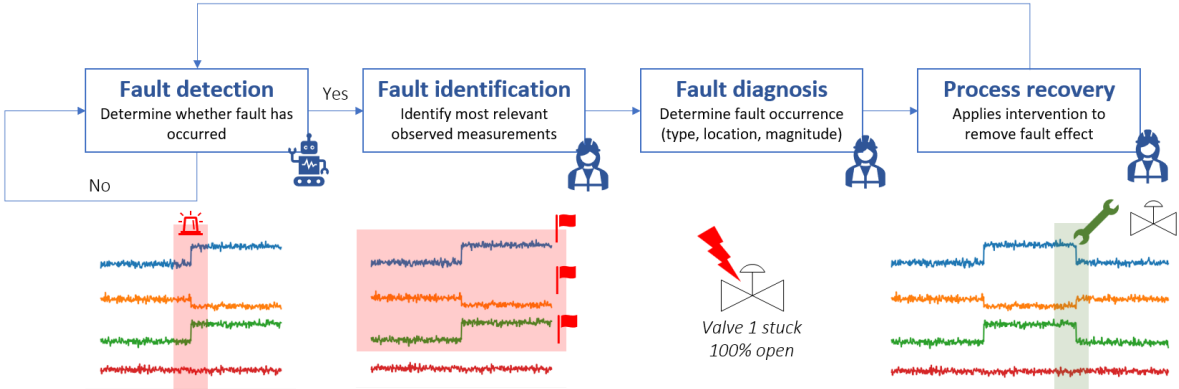 Fault detection
Determine whether fault has
occurred
Yes
No
Fault identification
Identify most relevant
observed measurements
Fault diagnosis
Determine fault occurrence
(type, location, magnitude)
Valve 1 stuck
100% open
Process recovery
Applies intervention to
remove fault effect